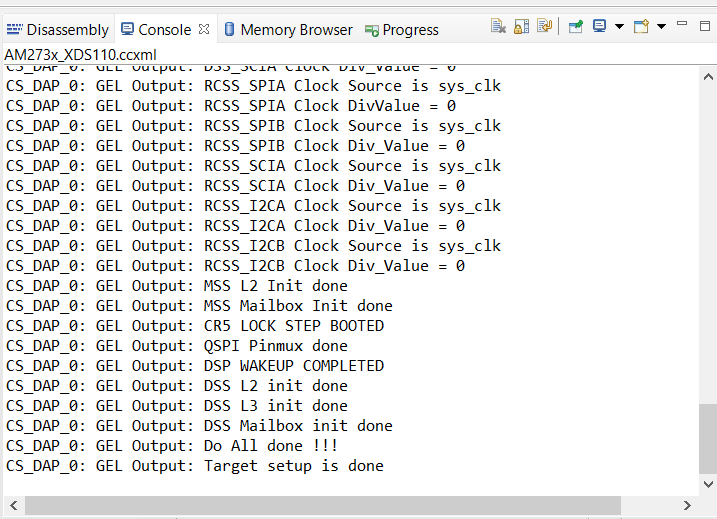 Disassembly Console Memory Browser Progress
AM273x_XDS110.ccxml
CS_DAP_0: GEL Output: DSS_SCIA Clock Div_Value = 0
CS_DAP_0: GEL Output: RCSS_SPIA Clock Source is sys_clk
CS_DAP_0: GEL Output: RCSS_SPIA Clock DivValue = 0
CS_DAP_0: GEL Output: RCSS_SPIB Clock Source is sys_clk
CS_DAP_0: GEL Output: RCSS_SPIB Clock Div_Value = 0
CS_DAP_0: GEL Output: RCSS_SCIA Clock Source is sys_clk
CS_DAP_0: GEL Output: RCSS_SCIA Clock Div_Value = 0
CS_DAP_0: GEL Output: RCSS_I2CA Clock Source is sys_clk
CS_DAP_0: GEL Output: RCSS_I2CA Clock Div_Value = 0
CS_DAP_0: GEL Output: RCSS_I2CB Clock Source is sys_clk
CS_DAP_0: GEL Output: RCSS_I2CB Clock Div_Value = 0
CS_DAP_0: GEL Output: MSS L2 Init done
CS_DAP_0: GEL Output: MSS Mailbox Init done
CS_DAP_0: GEL Output: CR5 LOCK STEP BOOTED
CS_DAP_0: GEL Output: QSPI Pinmux done
CS_DAP_0: GEL Output: DSP WAKEUP COMPLETED
CS_DAP_0: GEL Output: DSS L2 init done
CS_DAP_0: GEL Output: DSS L3 init done
CS_DAP_0: GEL Output: DSS Mailbox init done
CS_DAP_0: GEL Output: Do All done !!!
CS_DAP_0: GEL Output: Target setup is done